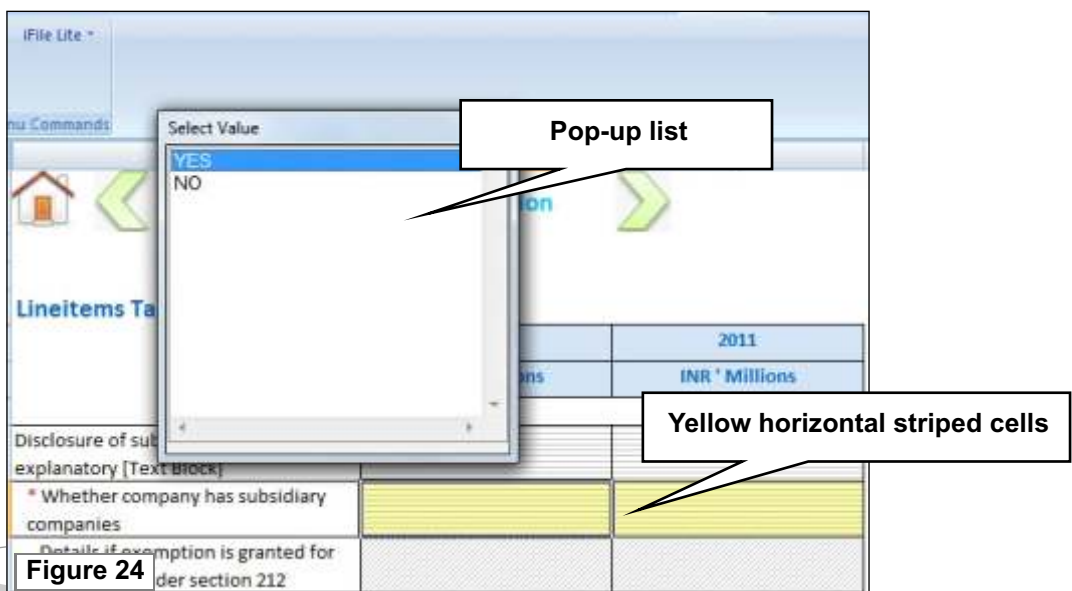 iFile Lite
nu Commands
Select Value
YES
NO
Pop-up list
ion
Lineitems Ta
2011
ons
INR ' Millions
Yellow horizontal striped cells
Disclosure of sub
explanatory [Text Block]
* Whether company has subsidiary
companies
Details if exemption is granted for
der section 212
Figure 24